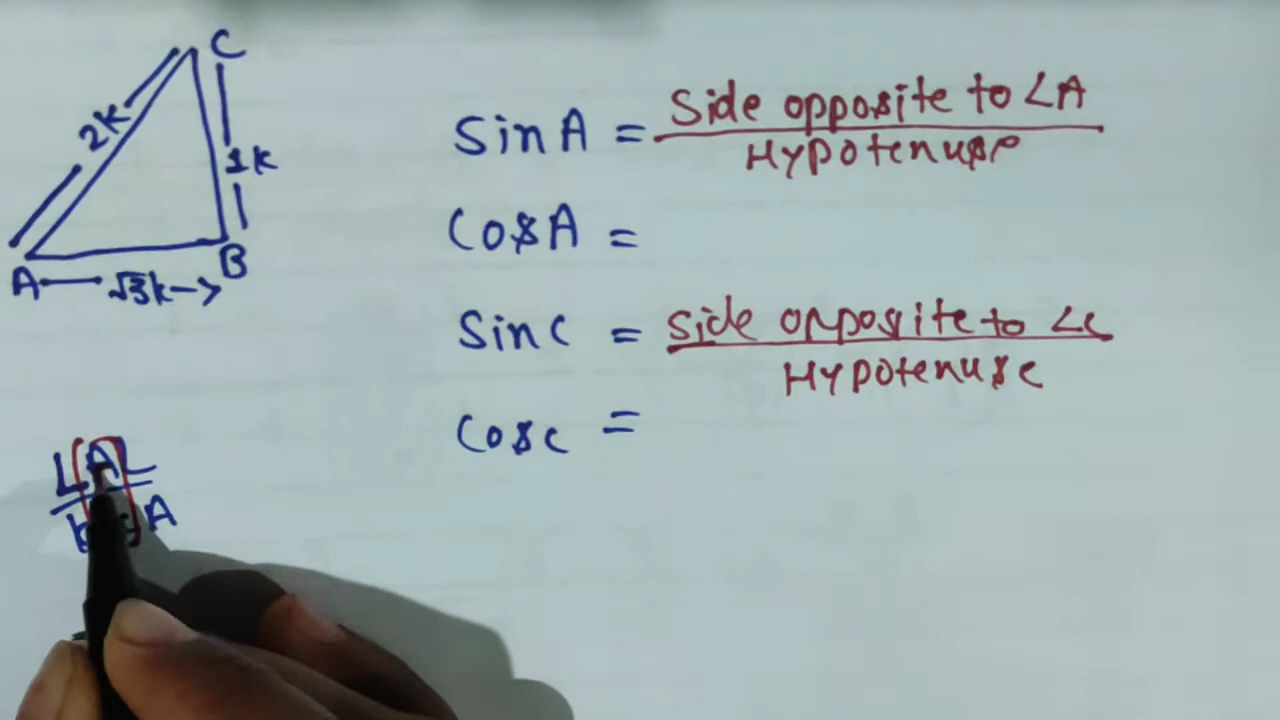 C
2k
1k
A
√3k
B
Sin A = Side opposite to ∠A
Hypotenuse
Cos A =
Sin C = Side opposite to ∠C
Hypotenuse
Cos c =
L A L
A